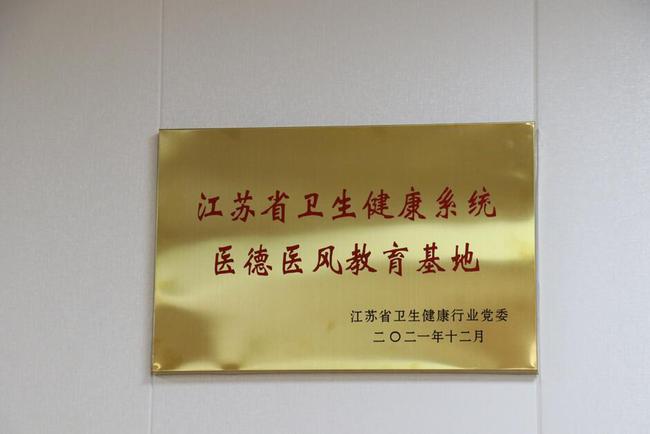 江苏省卫生健康系统
医德医风教育基地
江苏省卫生健康行业党委
二〇二一年十二月